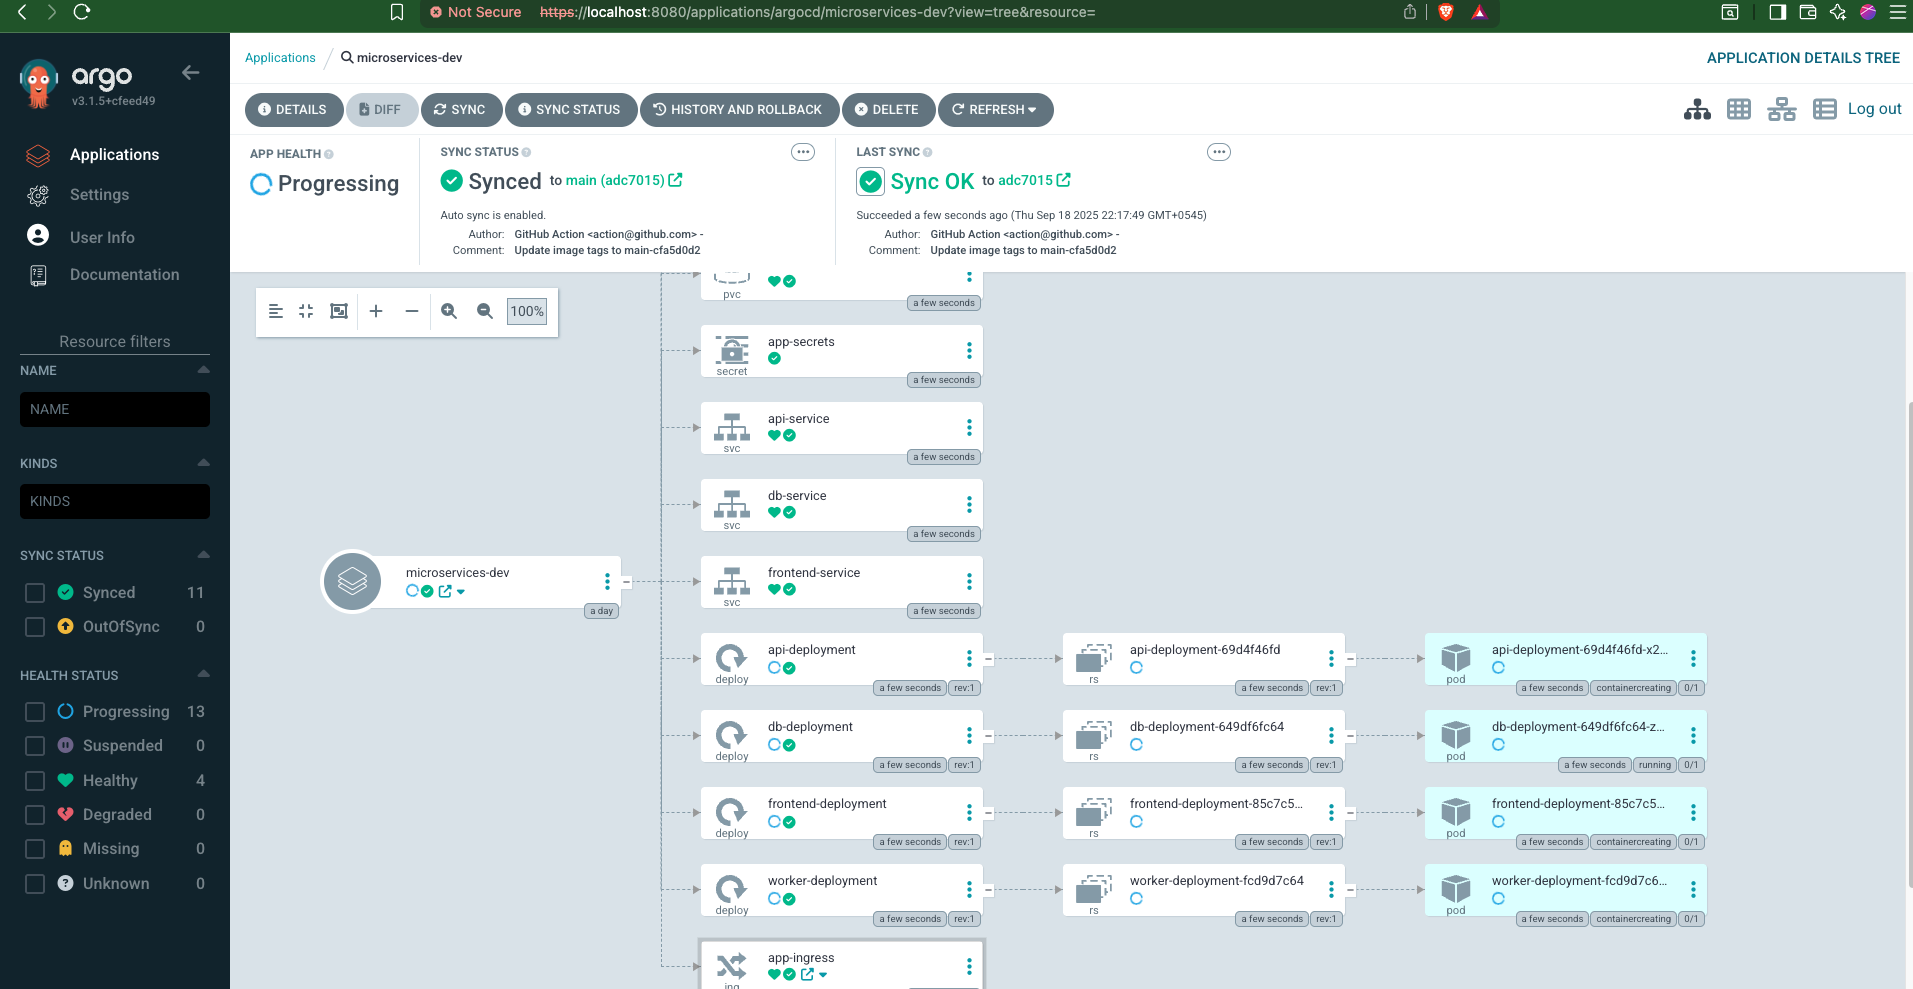 Not Secure https://localhost:8080/applications/argocd/microservices-dev?view=tree&resource=
argo
v3.1.5+cfeed49
Applications
Settings
User Info
Documentation
Resource filters
NAME
NAME
KINDS
KINDS
SYNC STATUS
Synced 11
OutOfSync 0
HEALTH STATUS
Progressing 13
Suspended 0
Healthy 4
Degraded 0
Missing 0
Unknown 0
Applications / microservices-dev
APPLICATION DETAILS TREE
DETAILS DIFF SYNC SYNC STATUS HISTORY AND ROLLBACK DELETE REFRESH
Log out
APP HEALTH
Progressing
SYNC STATUS
Synced to main (adc7015)
Auto sync is enabled.
Author: GitHub Action <action@github.com> -
Comment: Update image tags to main-cfa5d0d2
LAST SYNC
Sync OK to adc7015
Succeeded a few seconds ago (Thu Sep 18 2025 22:17:49 GMT+0545)
Author: GitHub Action <action@github.com> -
Comment: Update image tags to main-cfa5d0d2
100%
microservices-dev
a day
pvc
a few seconds
app-secrets
secret
a few seconds
api-service
svc
a few seconds
db-service
svc
a few seconds
frontend-service
svc
a few seconds
api-deployment
deploy
a few seconds rev:1
api-deployment-69d4f46fd
rs
a few seconds rev:1
api-deployment-69d4f46fd-x2...
pod
a few seconds containercreating 0/1
db-deployment
deploy
a few seconds rev:1
db-deployment-649df6fc64
rs
a few seconds rev:1
db-deployment-649df6fc64-z...
pod
a few seconds running 0/1
frontend-deployment
deploy
a few seconds rev:1
frontend-deployment-85c7c5...
rs
a few seconds rev:1
frontend-deployment-85c7c5...
pod
a few seconds containercreating 0/1
worker-deployment
deploy
a few seconds rev:1
worker-deployment-fcd9d7c64
rs
a few seconds rev:1
worker-deployment-fcd9d7c6...
pod
a few seconds containercreating 0/1
app-ingress
ing